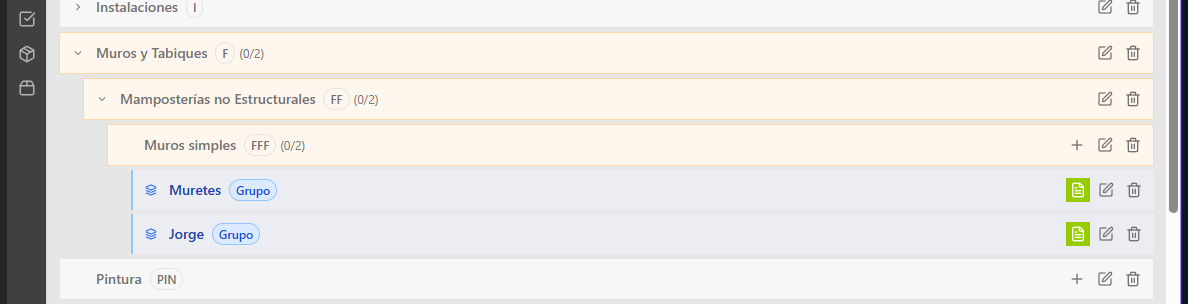 Instalaciones I
Muros y Tabiques F (0/2)
Mamposterías no Estructurales FF (0/2)
Muros simples FFF (0/2)
Muretes Grupo
Jorge Grupo
Pintura PIN